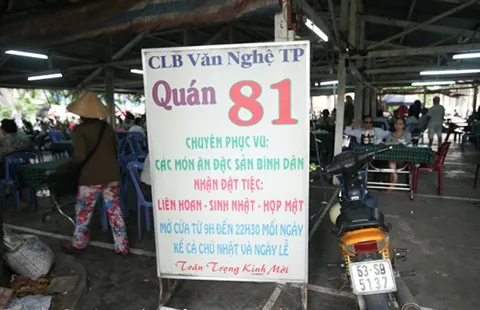 CLB Văn Nghệ TP
Quán 81
CHUYÊN PHỤC VỤ:
CÁC MÓN ĂN ĐẶC SẢN BÌNH DÂN
NHẬN ĐẶT TIỆC:
LIÊN HOAN - SINH NHẬT - HỌP MẶT
MỞ CỬA TỪ 9H ĐẾN 22H30 MỖI NGÀY
KỂ CẢ CHỦ NHẬT VÀ NGÀY LỄ
Trân Trọng Kính Mời
63-S8
5137